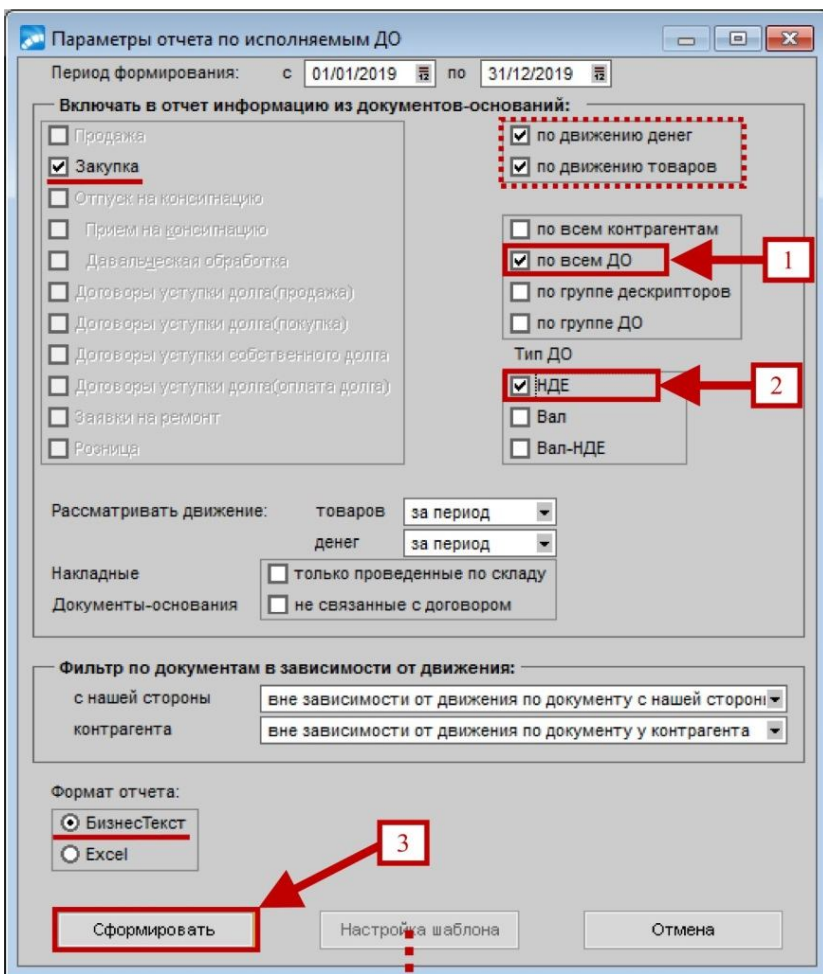 Параметры отчета по исполняемым ДО
Период формирования: с 01/01/2019 12 по 31/12/2019 12
Включать в отчет информацию из документов-оснований:
Продажа
Закупка
Отпуск на консигнацию
Прием на консигнацию
Давальческая обработка
Договоры уступки долга(продажа)
Договоры уступки долга(покупка)
Договоры уступки собственного долга
Договоры уступки долга(оплата долга)
Заявки на ремонт
Розница
по движению денег
по движению товаров
по всем контрагентам
по всем ДО
1
по группе дескрипторов
по группе ДО
Тип ДО
НДЕ
2
Вал
Вал-НДЕ
Рассматривать движение: товаров за период
денег за период
Накладные только проведенные по складу
Документы-основания не связанные с договором
Фильтр по документам в зависимости от движения:
с нашей стороны вне зависимости от движения по документу с нашей сторон
контрагента вне зависимости от движения по документу у контрагента
Формат отчета:
БизнесТекст
Excel
3
Сформировать Настройка шаблона Отмена